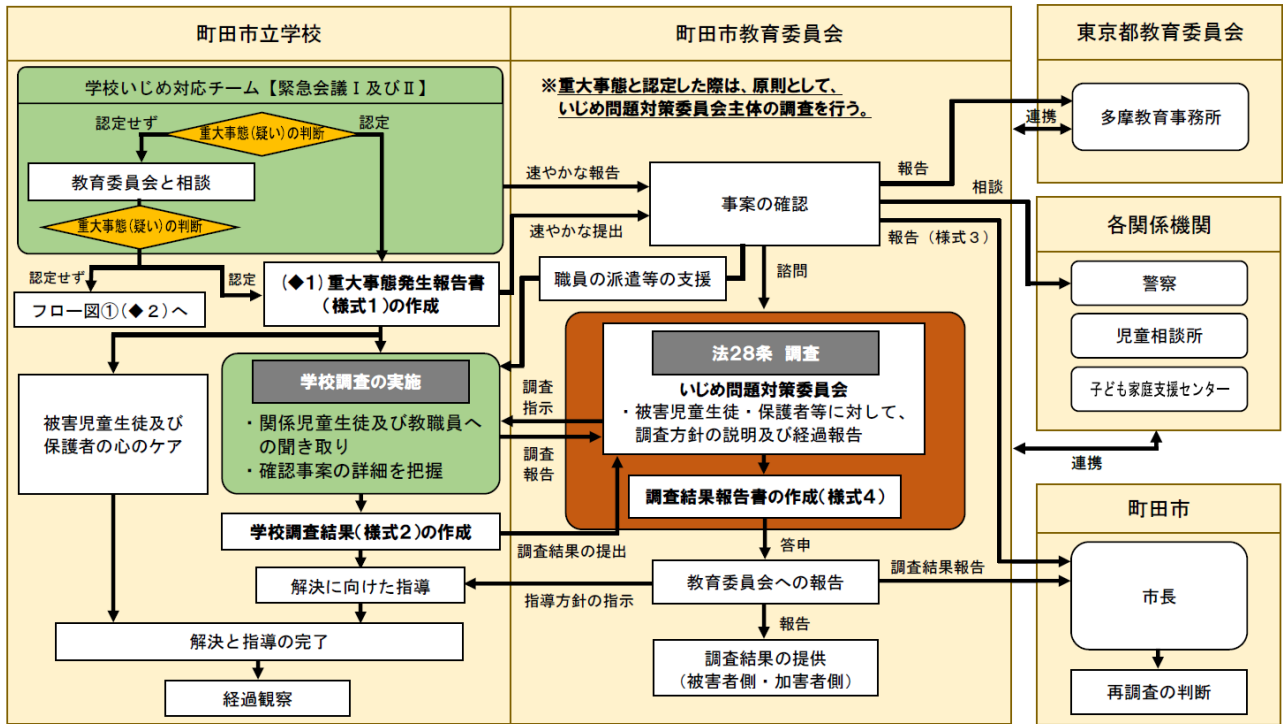 町田市立学校
学校いじめ対応チーム【緊急会議Ⅰ及びⅡ】
認定せず
重大事態(疑い)の判断
認定
教育委員会と相談
重大事態(疑い)の判断
認定せず
認定
フロー図①(◆２)へ
(◆１)重大事態発生報告書
(様式１)の作成
学校調査の実施
・関係児童生徒及び教職員へ
の聞き取り
・確認事案の詳細を把握
被害児童生徒及び
保護者の心のケア
学校調査結果(様式２)の作成
解決に向けた指導
解決と指導の完了
経過観察
町田市教育委員会
※重大事態と認定した際は、原則として、
いじめ問題対策委員会主体の調査を行う。
速やかな報告
速やかな提出
事案の確認
職員の派遣等の支援
諮問
報告
相談
報告（様式３）
法28条 調査
いじめ問題対策委員会
・被害児童生徒・保護者等に対して、
調査方針の説明及び経過報告
調査
指示
調査
報告
調査結果報告書の作成(様式４)
調査結果の提出
答申
教育委員会への報告
調査結果報告
指導方針の指示
報告
調査結果の提供
(被害者側・加害者側)
東京都教育委員会
連携
多摩教育事務所
各関係機関
警察
児童相談所
子ども家庭支援センター
連携
町田市
市長
再調査の判断